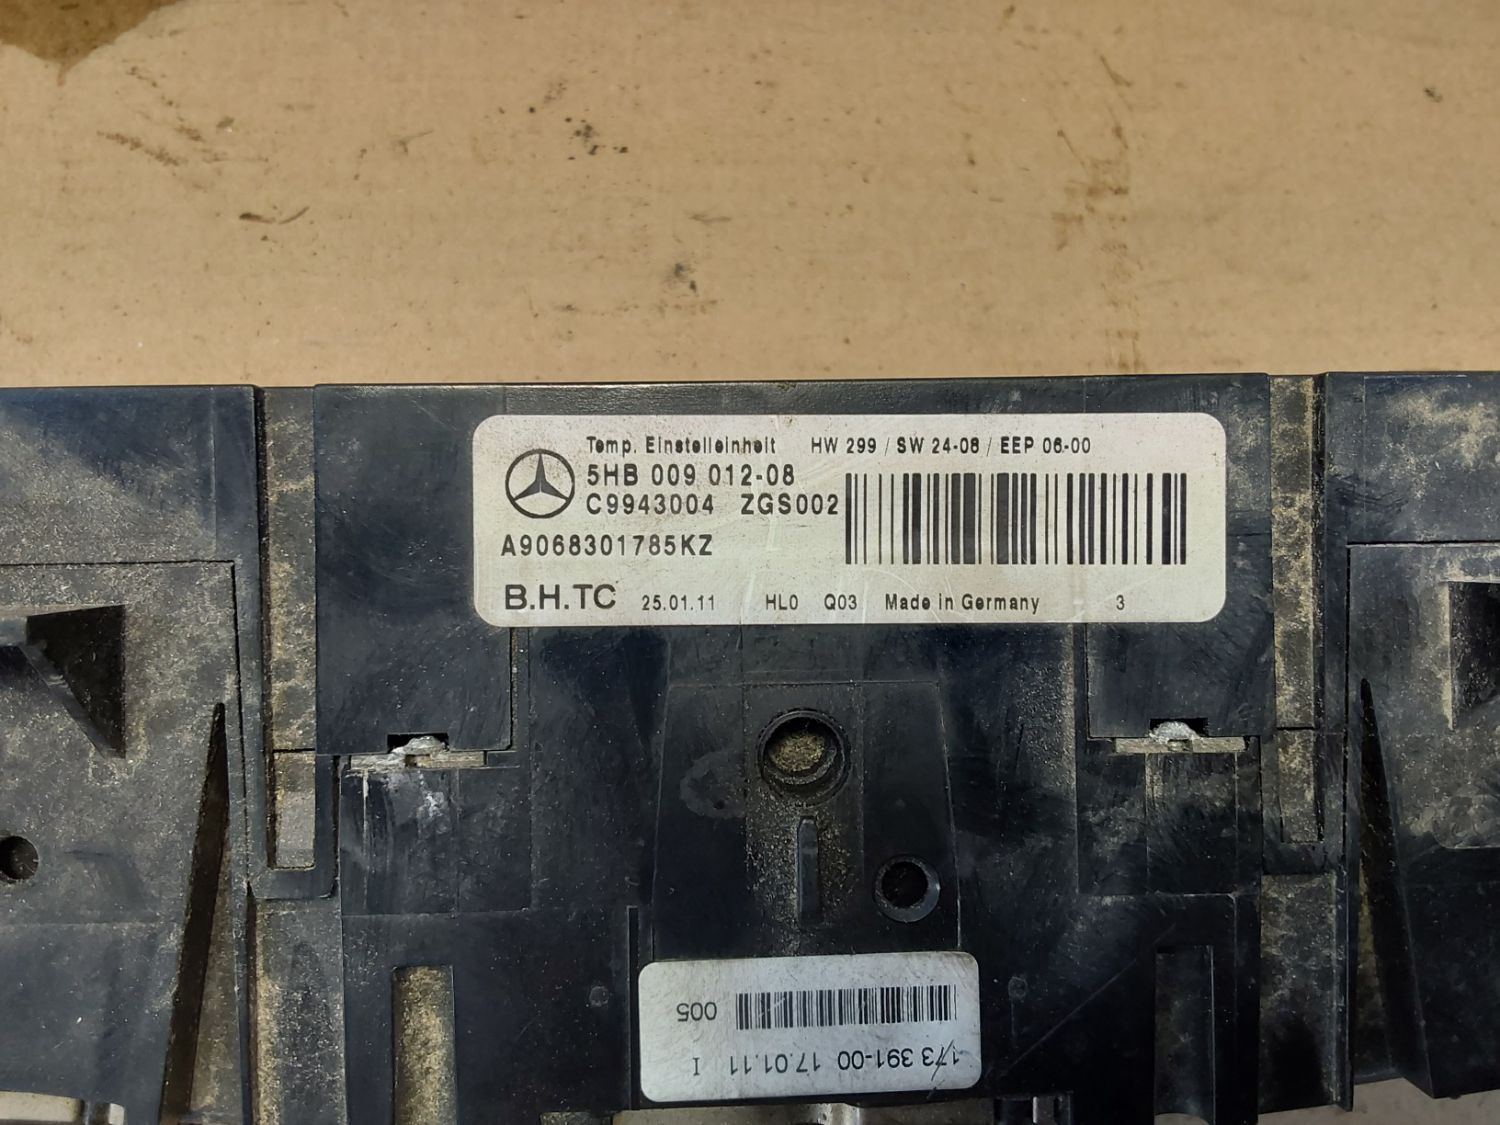 Temp. Einstelleinheit HW 299 / SW 24-08 / EEP 06-00
5HB 009 012-08
C9943004 ZGS002
A9068301785KZ
B.H.TC 25.01.11 HL0 Q03 Made in Germany 3
173 391-00 17.01.11 I
005